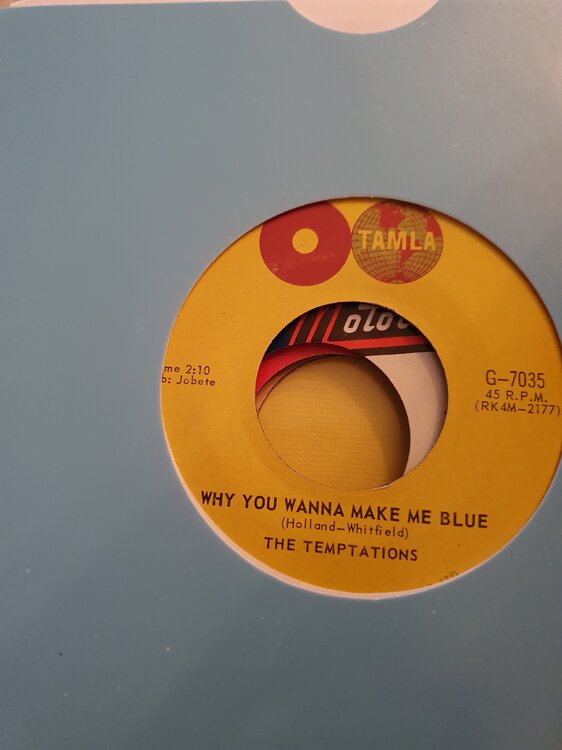 TAMLA
me 2:10
b: Jobete
G–7035
45 R.P.M.
(RK4M–2177)
WHY YOU WANNA MAKE ME BLUE
(Holland–Whitfield)
THE TEMPTATIONS